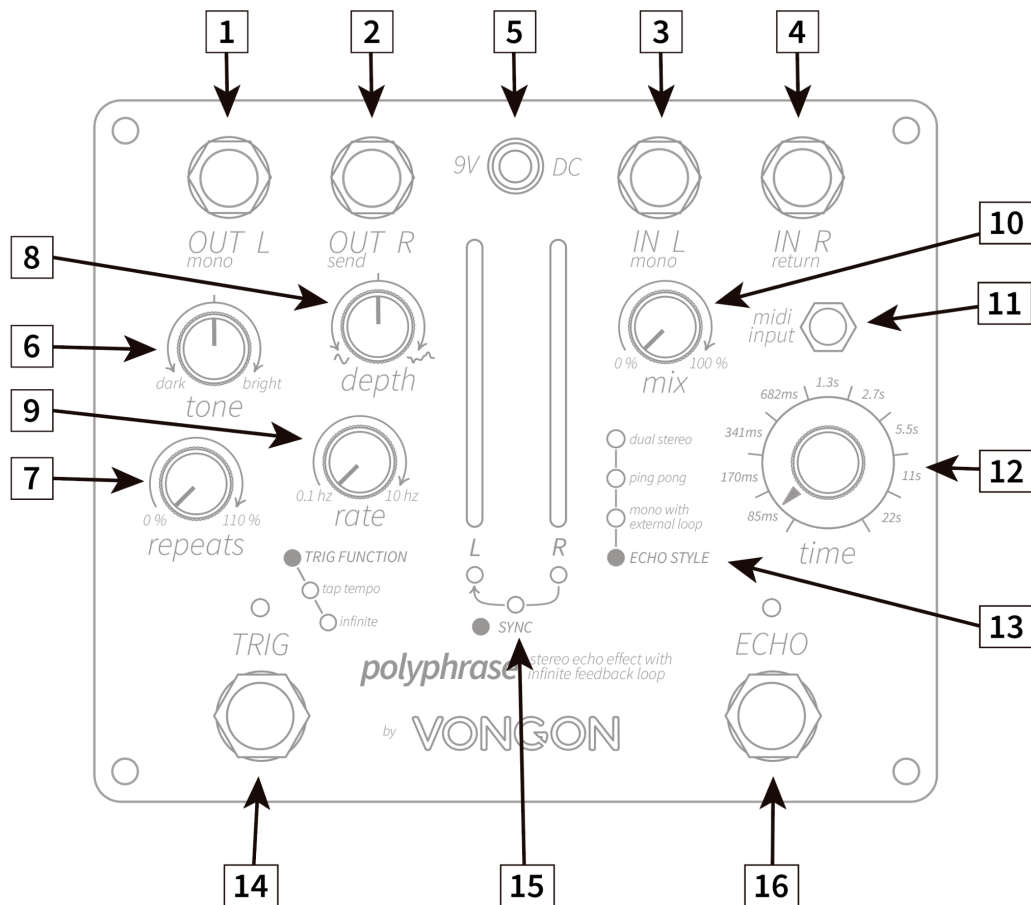 1
2
5
3
4
9V
DC
OUT L
mono
OUT R
send
IN L
mono
IN R
return
8
10
11
6
9
7
12
13
dark
bright
tone
depth
0 %
100 %
mix
midi
input
0 %
110 %
repeats
0.1 hz
10 hz
rate
dual stereo
ping pong
mono with
external loop
ECHO STYLE
85ms
170ms
341ms
682ms
1.3s
2.7s
5.5s
11s
22s
time
TRIG FUNCTION
tap tempo
infinite
L
R
SYNC
TRIG
ECHO
polyphrase
stereo echo effect with
infinite feedback loop
by
VONGON
14
15
16